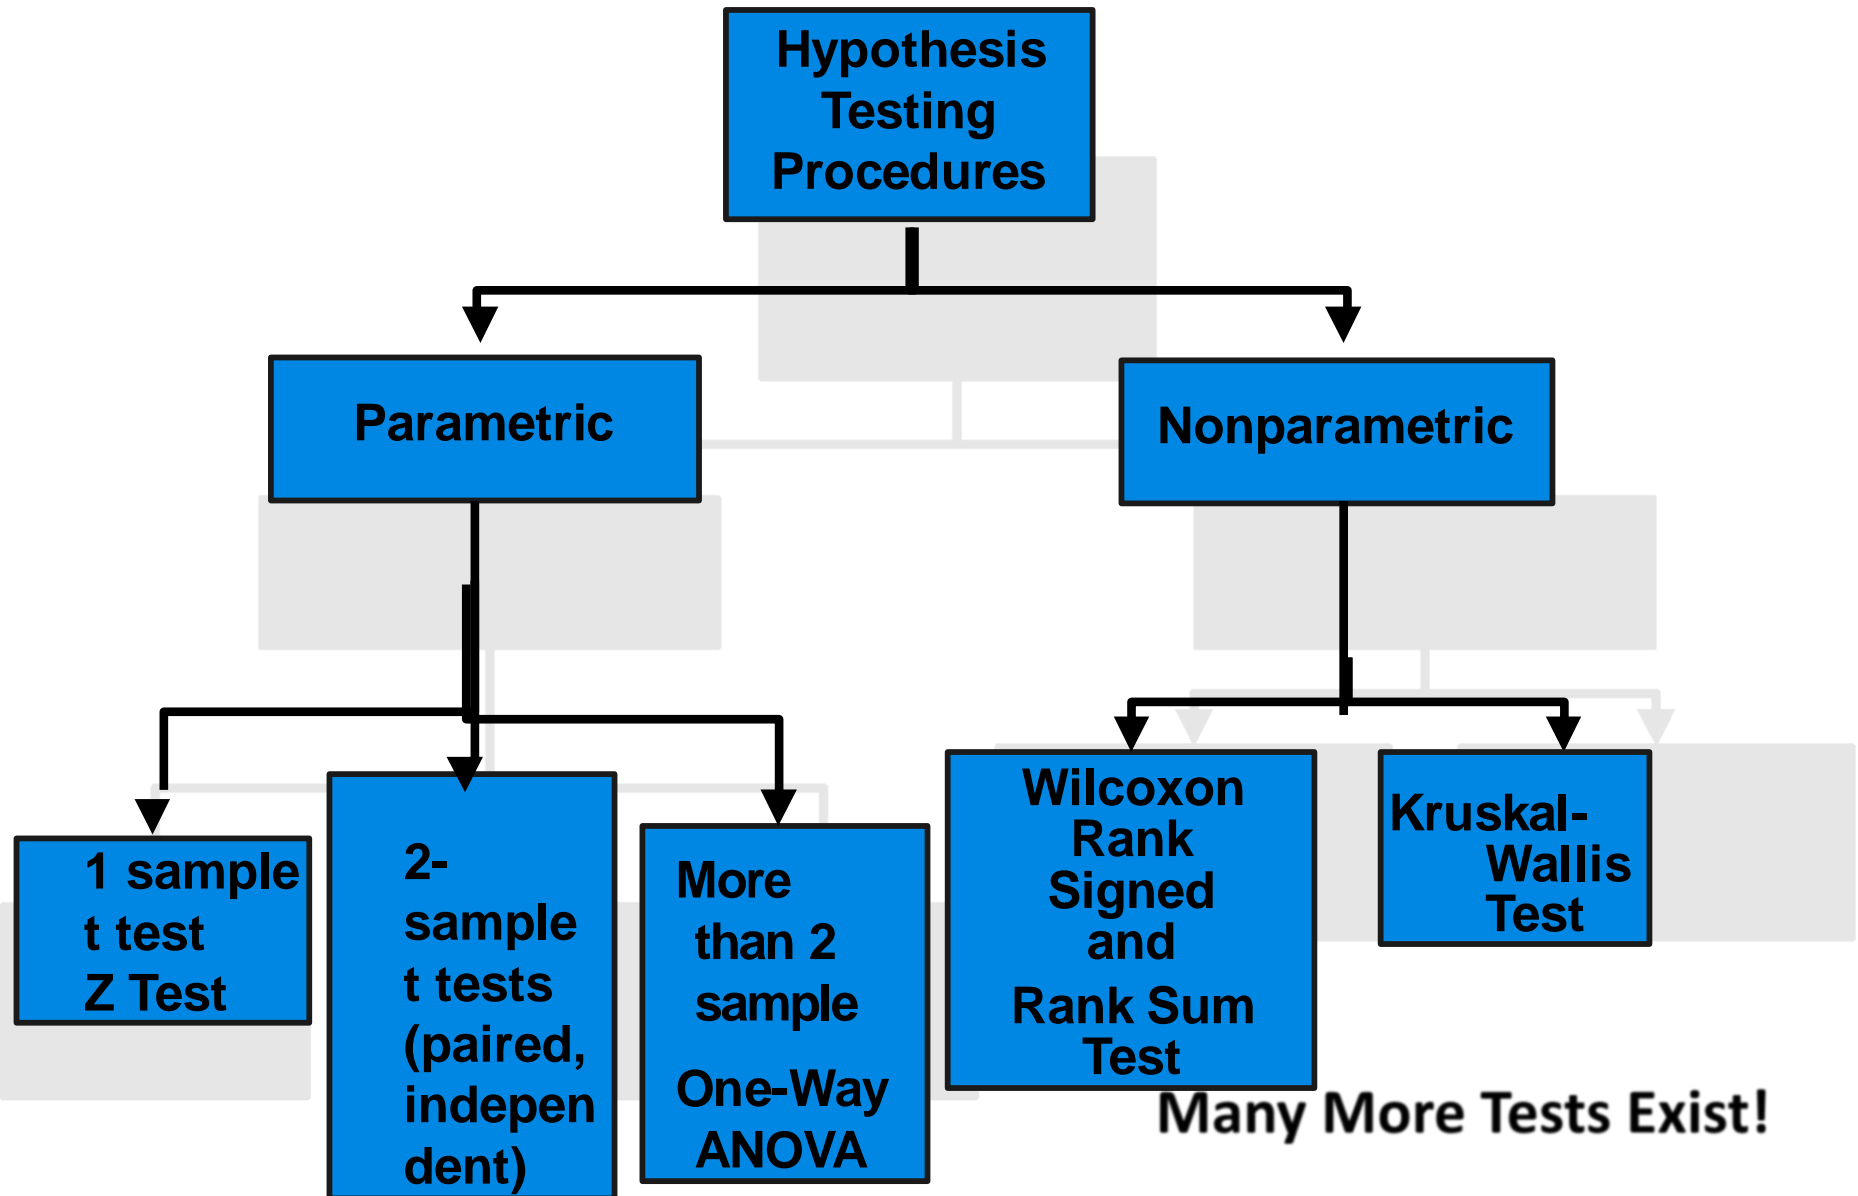 Hypothesis
Testing
Procedures
Parametric
Nonparametric
1 sample
t test
Z Test
2-
sample
t tests
(paired,
indepen
dent)
More
than 2
sample
One-Way
ANOVA
Wilcoxon
Rank
Signed
and
Rank Sum
Test
Kruskal-
Wallis
Test
Many More Tests Exist!